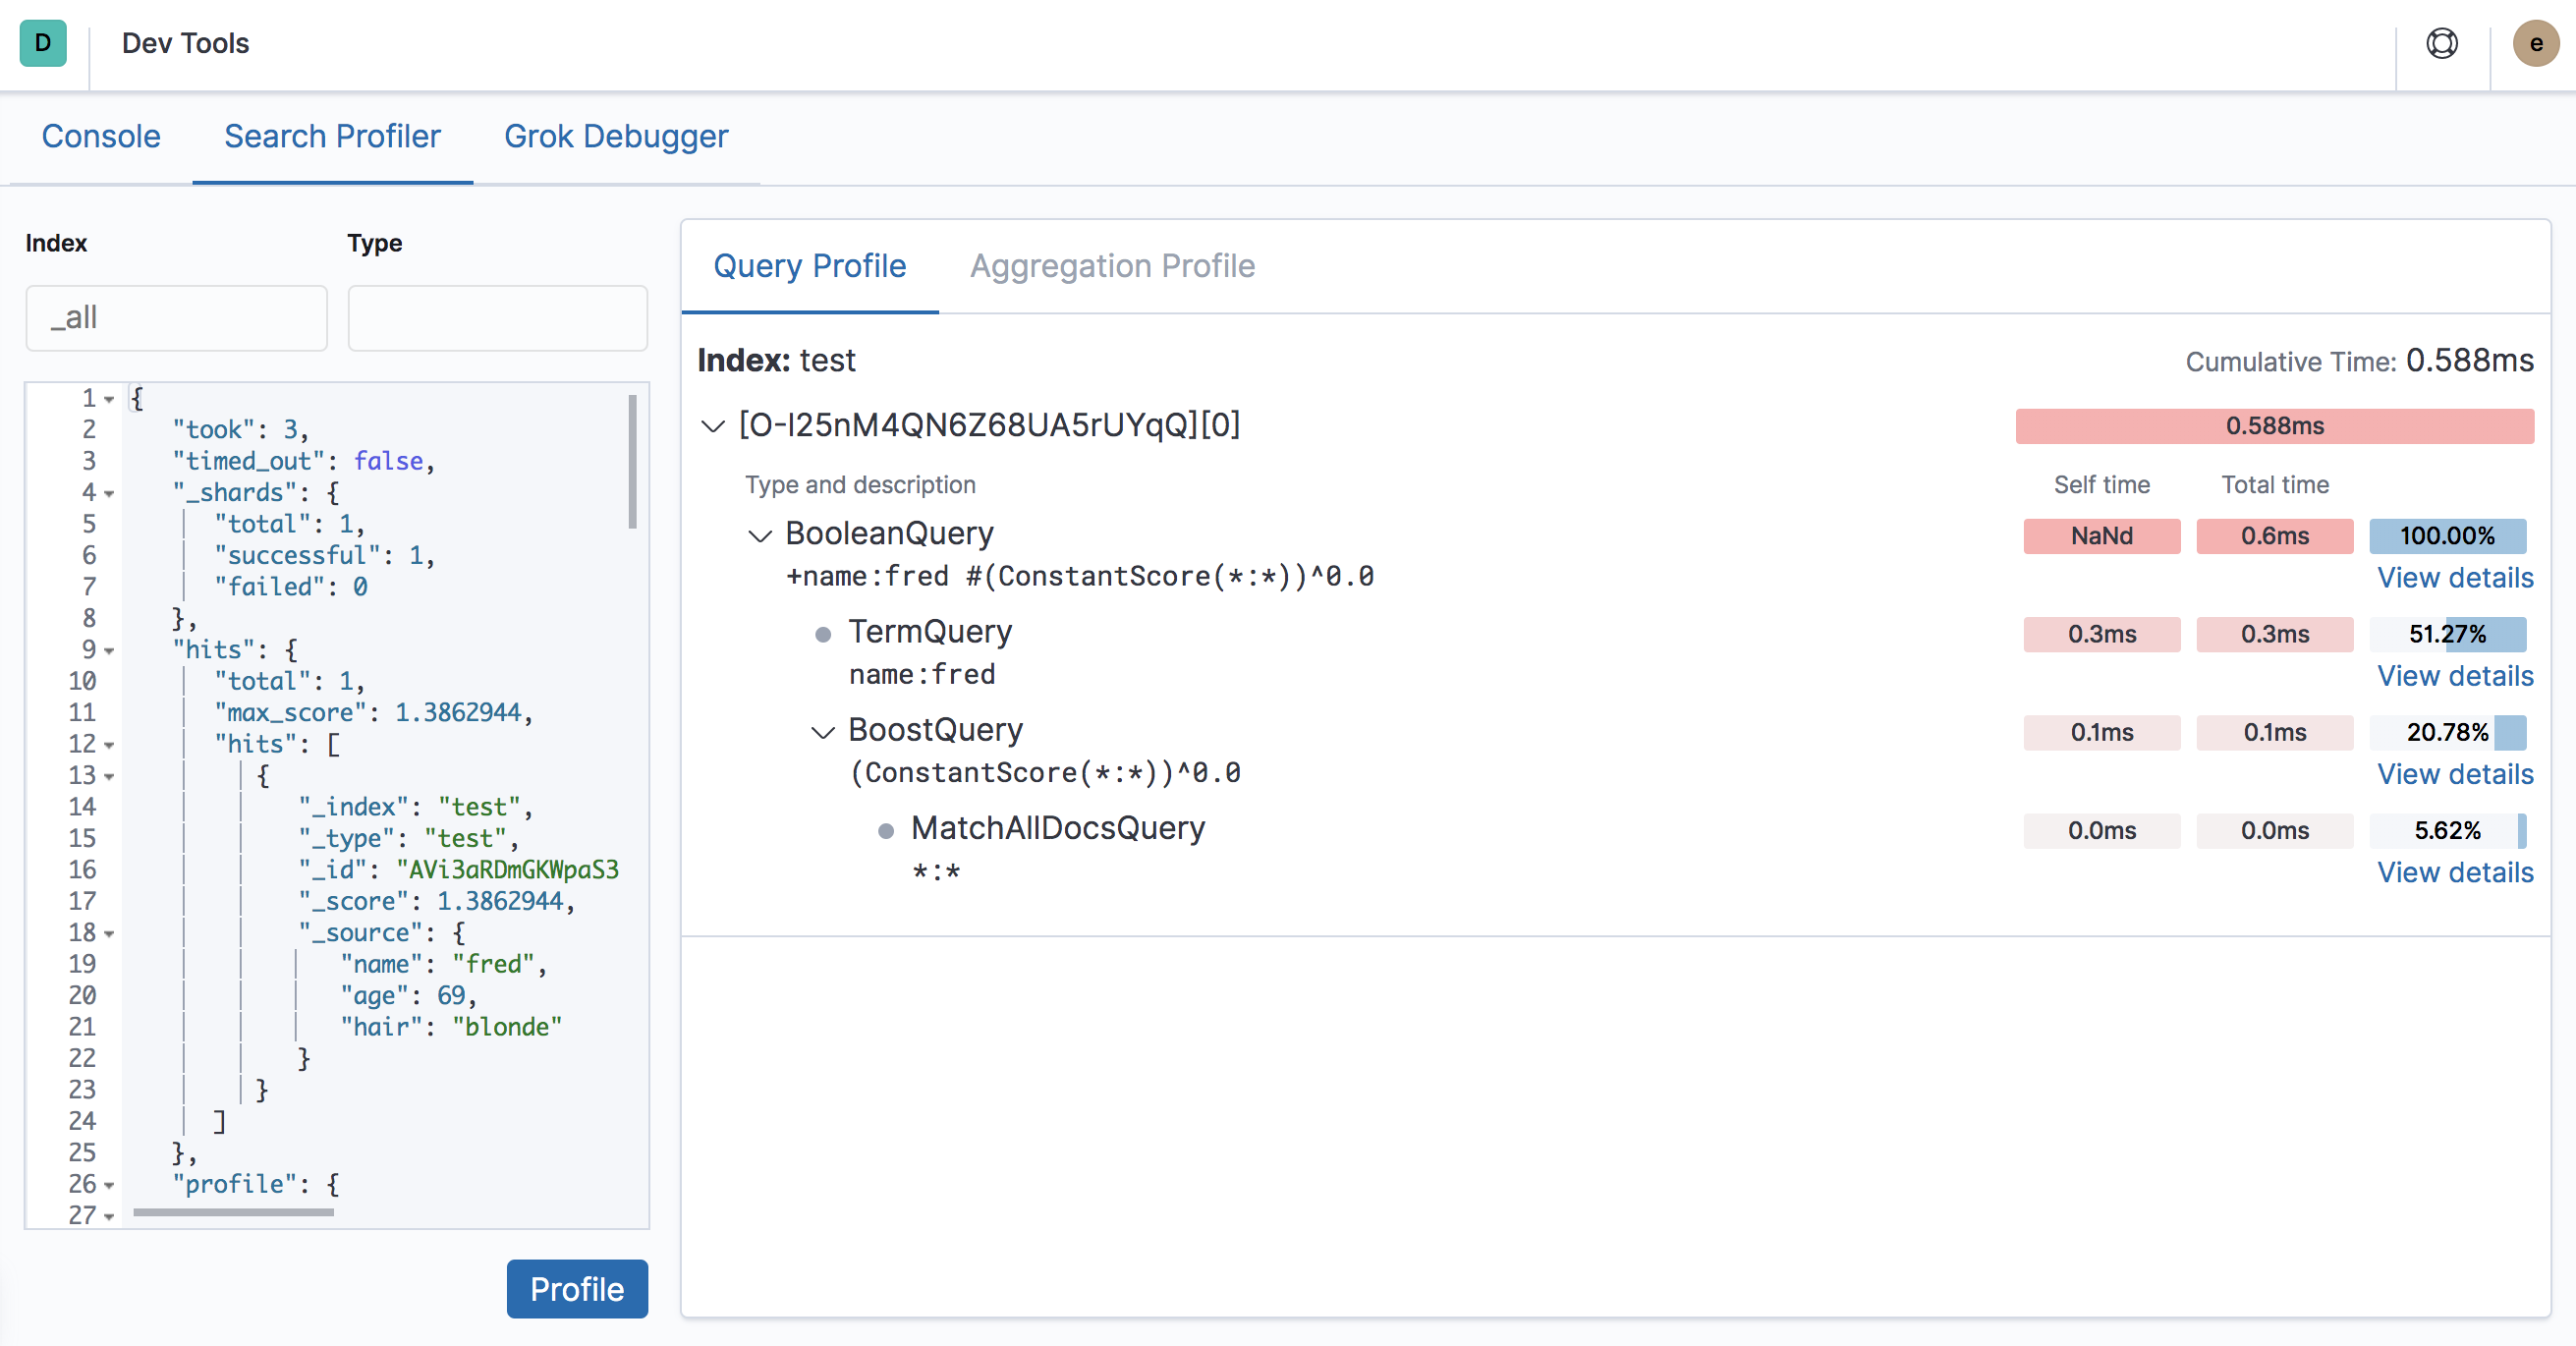 D
Dev Tools
e
Console
Search Profiler
Grok Debugger
Index
Type
_all
1 {
2 "took": 3,
3 "timed_out": false,
4 "_shards": {
5 "total": 1,
6 "successful": 1,
7 "failed": 0
8 },
9 "hits": {
10 "total": 1,
11 "max_score": 1.3862944,
12 "hits": [
13 {
14 "_index": "test",
15 "_type": "test",
16 "_id": "AVi3aRDmGKWpaS3
17 "_score": 1.3862944,
18 "_source": {
19 "name": "fred",
20 "age": 69,
21 "hair": "blonde"
22 }
23 }
24 ]
25 },
26 "profile": {
27
Profile
Query Profile
Aggregation Profile
Index: test
Cumulative Time: 0.588ms
[O-I25nM4QN6Z68UA5rUYqQ][0]
0.588ms
Type and description
Self time
Total time
BooleanQuery
NaNd
0.6ms
100.00%
+name:fred #(ConstantScore(*:*))^0.0
View details
TermQuery
0.3ms
0.3ms
51.27%
name:fred
View details
BoostQuery
0.1ms
0.1ms
20.78%
(ConstantScore(*:*))^0.0
View details
MatchAllDocsQuery
0.0ms
0.0ms
5.62%
*:*
View details